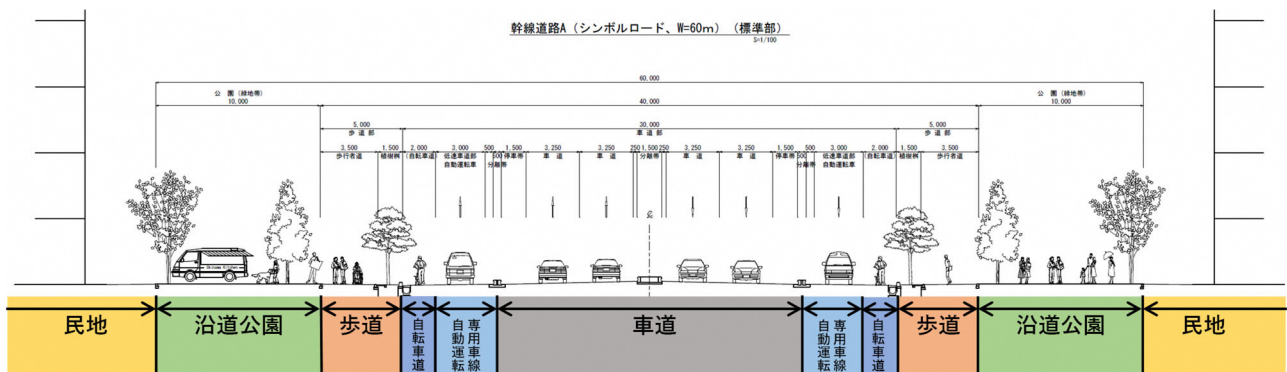 幹線道路A（シンボルロード、W=60m）（標準部）
S=1/100
60,000
公 園（緑地帯）
10,000
40,000
公 園（緑地帯）
10,000
5,000
歩 道 部
30,000
車 道 部
5,000
歩 道 部
3,500
歩行者道
1,500
植樹桝
2,000
(自転車道)
3,000
低速車道部
自動運転車
500
500
分離帯
1,500
停車帯
3,250
車 道
3,250
車 道
250
1,500
分離帯
250
3,250
車 道
3,250
車 道
1,500
停車帯
500
分離帯
500
3,000
低速車道部
自動運転車
2,000
(自転車道)
1,500
植樹桝
3,500
歩行者道
民地
沿道公園
歩道
自転車道
専用車線
自動運転
車道
専用車線
自動運転
自転車道
歩道
沿道公園
民地